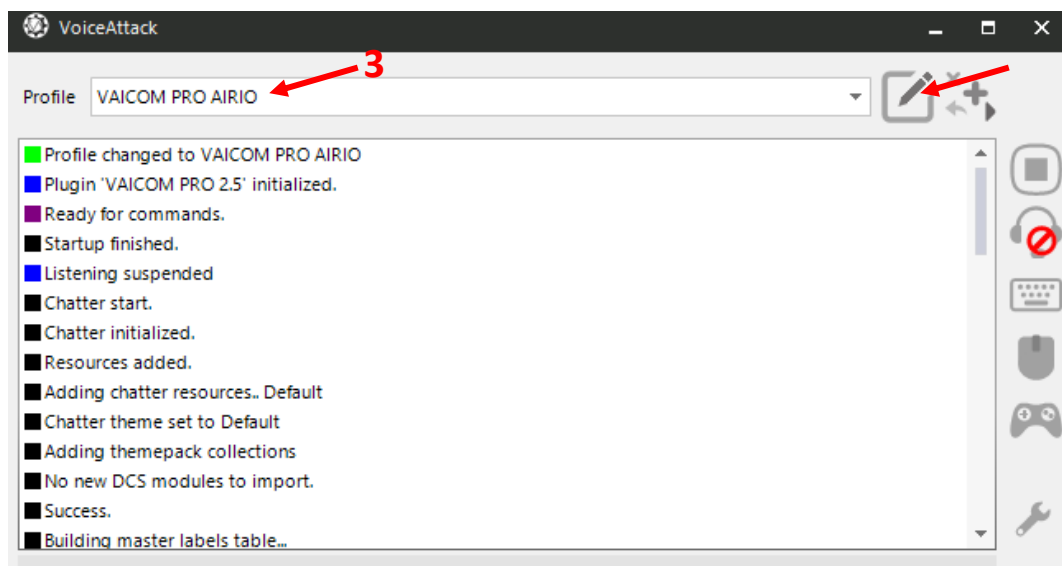 VoiceAttack
3
Profile VAICOM PRO AIRIO
Profile changed to VAICOM PRO AIRIO
Plugin 'VAICOM PRO 2.5' initialized.
Ready for commands.
Startup finished.
Listening suspended
Chatter start.
Chatter initialized.
Resources added.
Adding chatter resources.. Default
Chatter theme set to Default
Adding themepack collections
No new DCS modules to import.
Success.
Building master labels table...